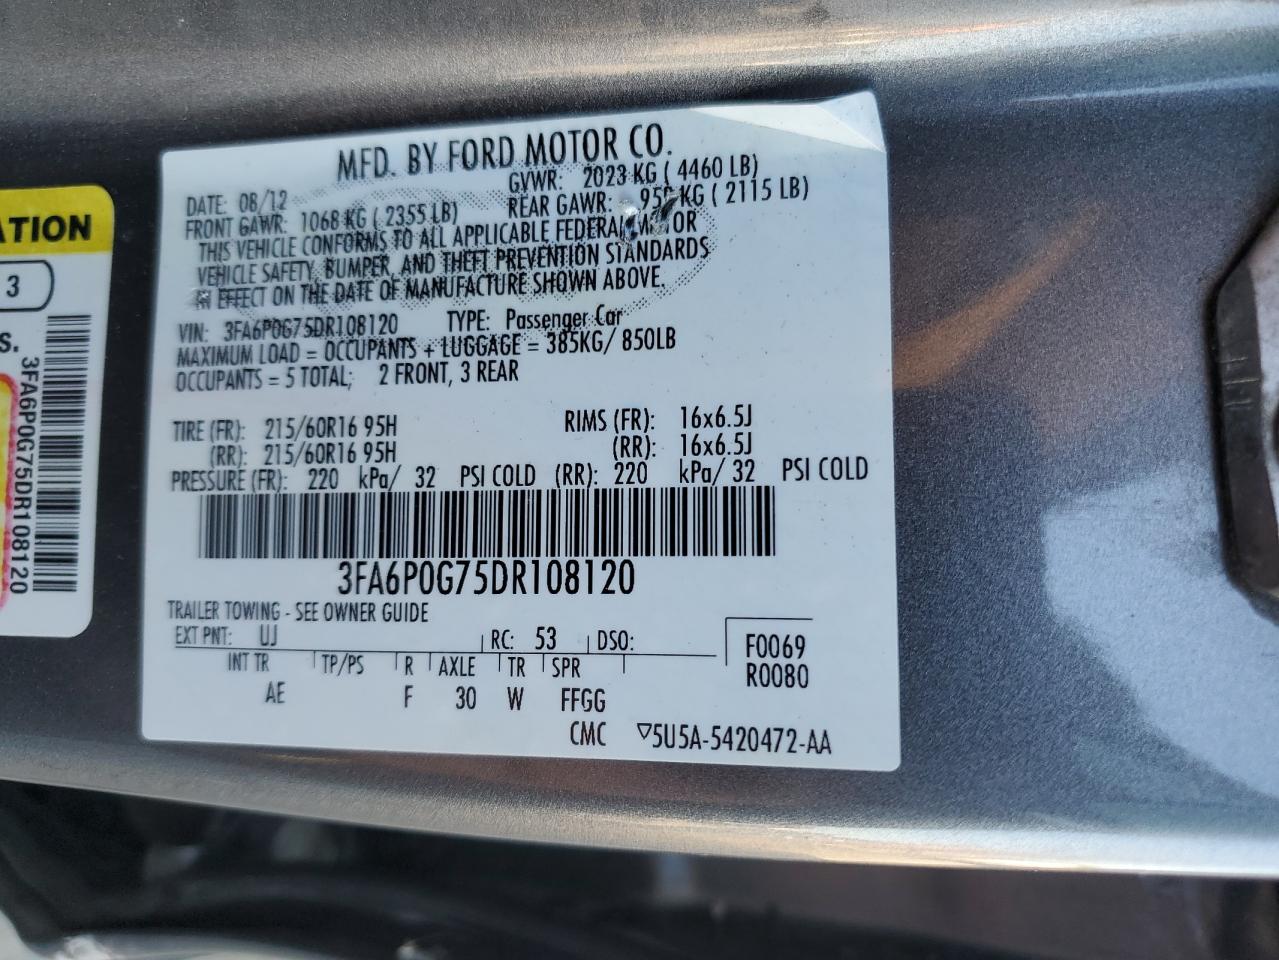 MFD. BY FORD MOTOR CO.
DATE: 08/12 GVWR: 2023 KG ( 4460 LB)
FRONT GAWR: 1068 KG ( 2355 LB) REAR GAWR: KG ( 2115 LB)
THIS VEHICLE CONFORMS TO ALL APPLICABLE FEDERAL MOTOR
VEHICLE SAFETY, BUMPER, AND THEFT PREVENTION STANDARDS
IN EFFECT ON THE DATE OF MANUFACTURE SHOWN ABOVE.
VIN: 3FA6P0G75DR108120 TYPE: Passenger Car
MAXIMUM LOAD = OCCUPANTS + LUGGAGE = 385KG/ 850LB
OCCUPANTS = 5 TOTAL; 2 FRONT, 3 REAR
TIRE (FR): 215/60R16 95H RIMS (FR): 16x6.5J
(RR): 215/60R16 95H (RR): 16x6.5J
PRESSURE (FR): 220 kPa/ 32 PSI COLD (RR): 220 kPa/ 32 PSI COLD
3FA6P0G75DR108120
TRAILER TOWING - SEE OWNER GUIDE
EXT PNT: UJ RC: 53 DSO: F0069
INT TR TP/PS R AXLE TR SPR R0080
AE F 30 W FFGG
CMC ▽5U5A-5420472-AA
ATION
3
S.
3FA6P0G75DR108120